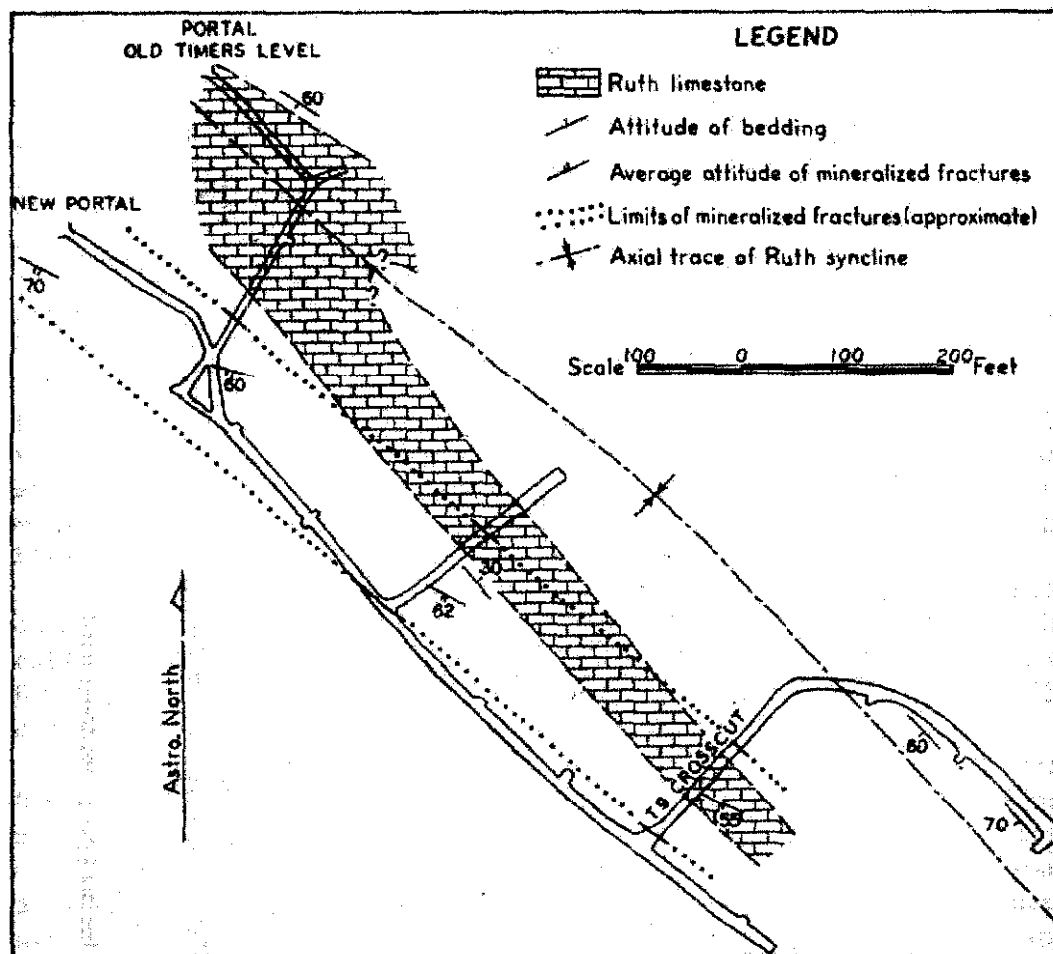 PORTAL
OLD TIMERS LEVEL
LEGEND
Ruth limestone
Attitude of bedding
Average attitude of mineralized fractures
Limits of mineralized fractures (approximate)
Axial trace of Ruth syncline
Scale 100 0 100 200 Feet
60
NEW PORTAL
70
? ?
?
60
30
62
Astro. North
T9 CROSSCUT
55
60
70